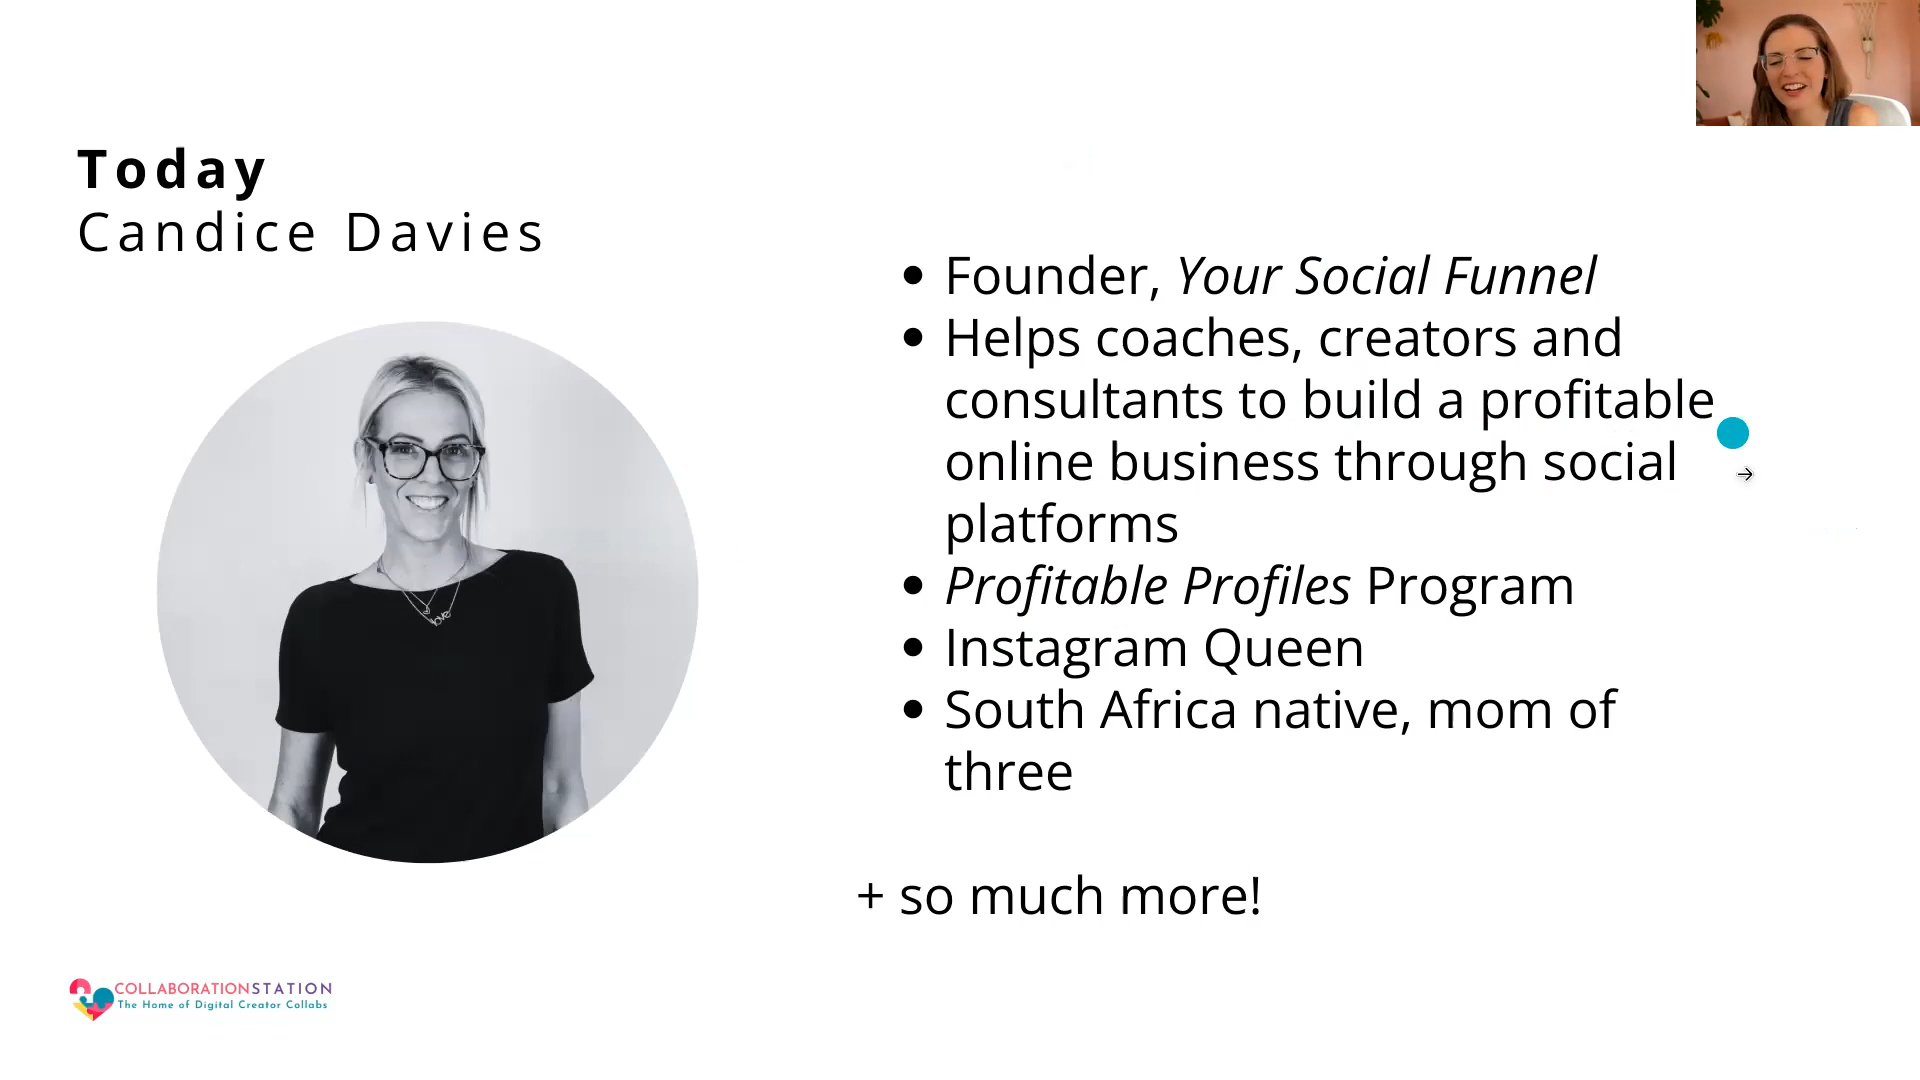 Today
Candice Davies
• Founder, Your Social Funnel
• Helps coaches, creators and
consultants to build a profitable
online business through social
platforms
• Profitable Profiles Program
• Instagram Queen
• South Africa native, mom of
three
+ so much more!
love
COLLABORATIONSTATION
The Home of Digital Creator Collabs